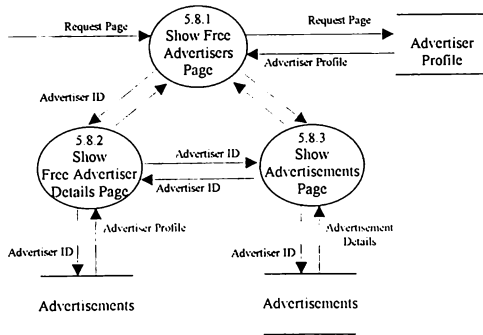 5.8.1
Show Free
Advertisers
Page
Request Page
Request Page
Advertiser Profile
Advertiser
Profile
Advertiser ID
5.8.2
Show
Free Advertiser
Details Page
Advertiser ID
Advertiser ID
5.8.3
Show
Advertisements
Page
Advertiser ID
Advertiser Profile
Advertiser ID
Advertisement
Details
Advertisements
Advertisements